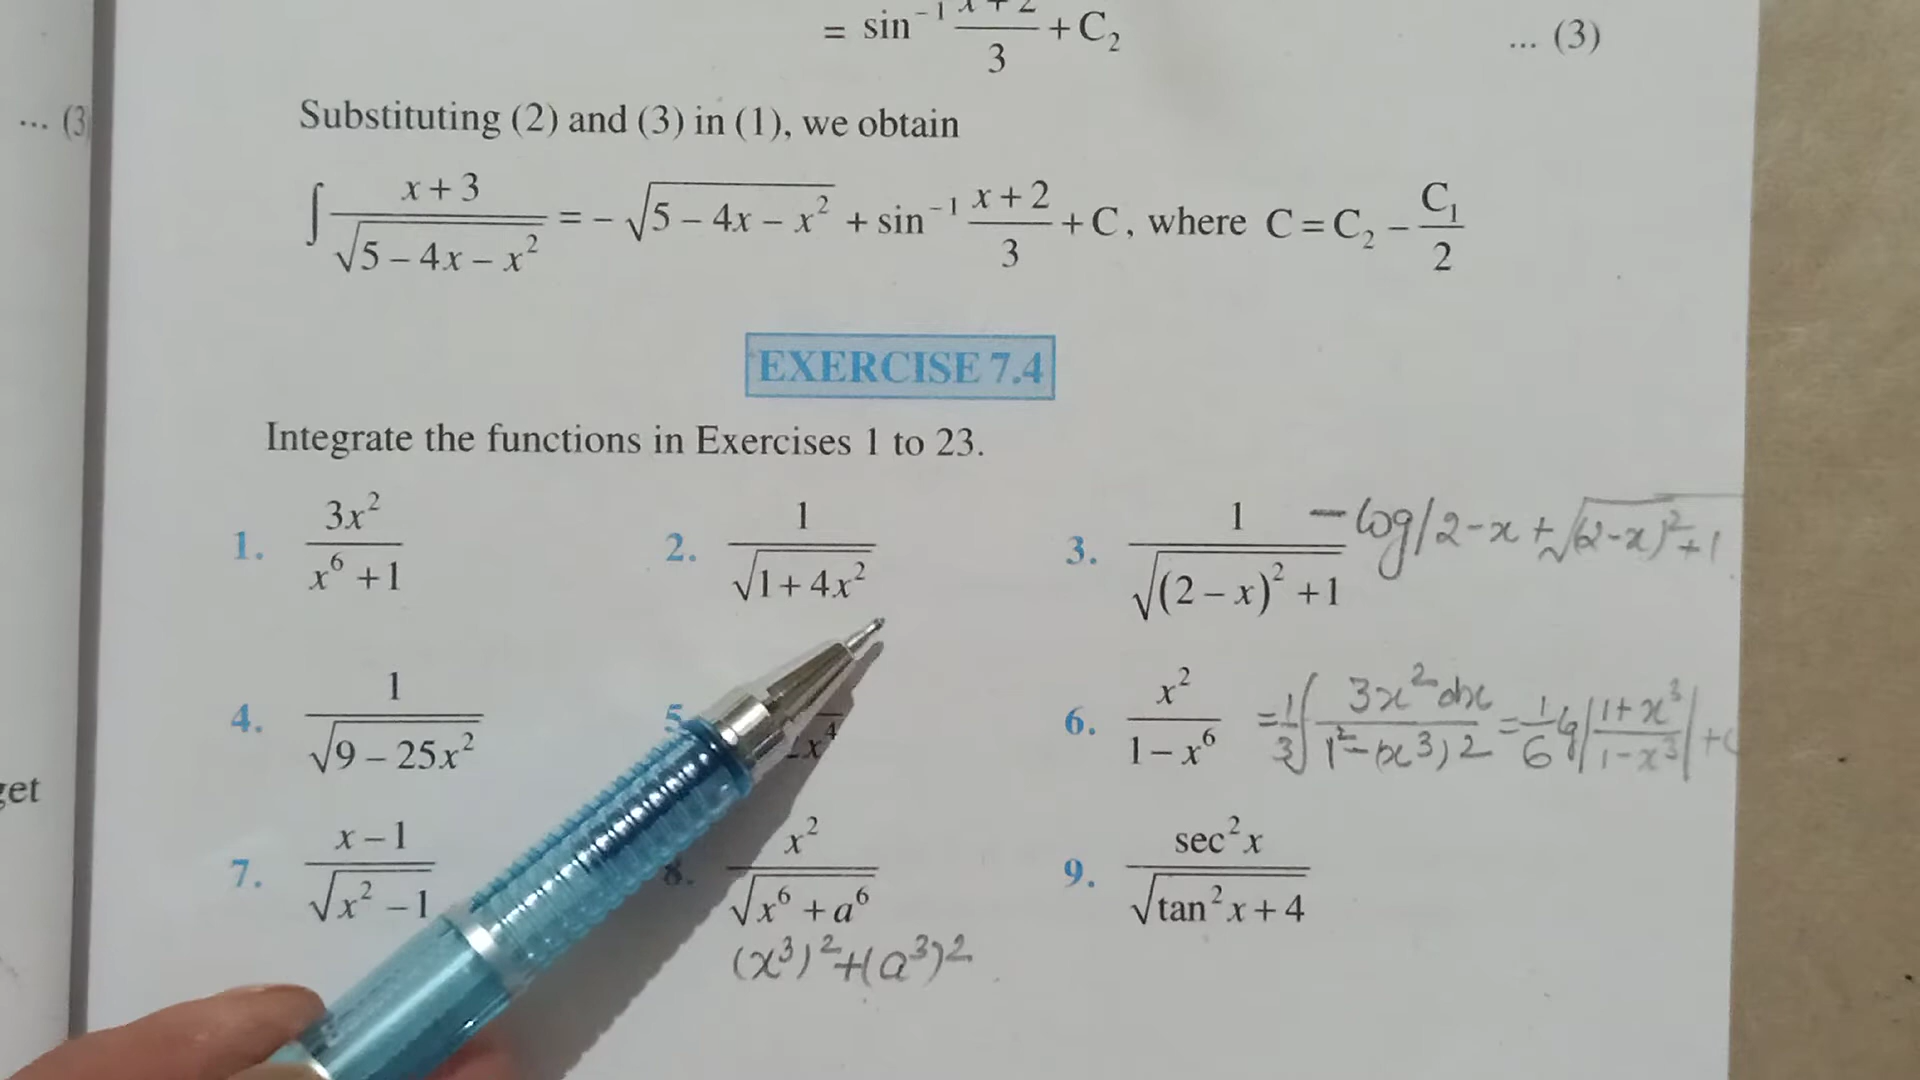 = sin⁻¹ (x + 2)/3 + C₂ ... (3)
... (3
Substituting (2) and (3) in (1), we obtain
∫ (x + 3)/√(5 – 4x – x²) = – √(5 – 4x – x²) + sin⁻¹ (x + 2)/3 + C, where C = C₂ – C₁/2
EXERCISE 7.4
Integrate the functions in Exercises 1 to 23.
1. 3x²/(x⁶ + 1) 2. 1/√(1 + 4x²) 3. 1/√((2 – x)² + 1) – log|2-x + √(2-x)² + 1
4. 1/√(9 – 25x²) 5. x⁴ 6. x²/(1 – x⁶) = 1/3 ∫ 3x² dx/(1² - (x³)2) = 1/6 lg |(1 + x³)/(1 - x³)| + c
get
7. (x – 1)/√(x² – 1) 8. x²/√(x⁶ + a⁶) 9. sec²x/√(tan²x + 4)
(x³)² + (a³)²